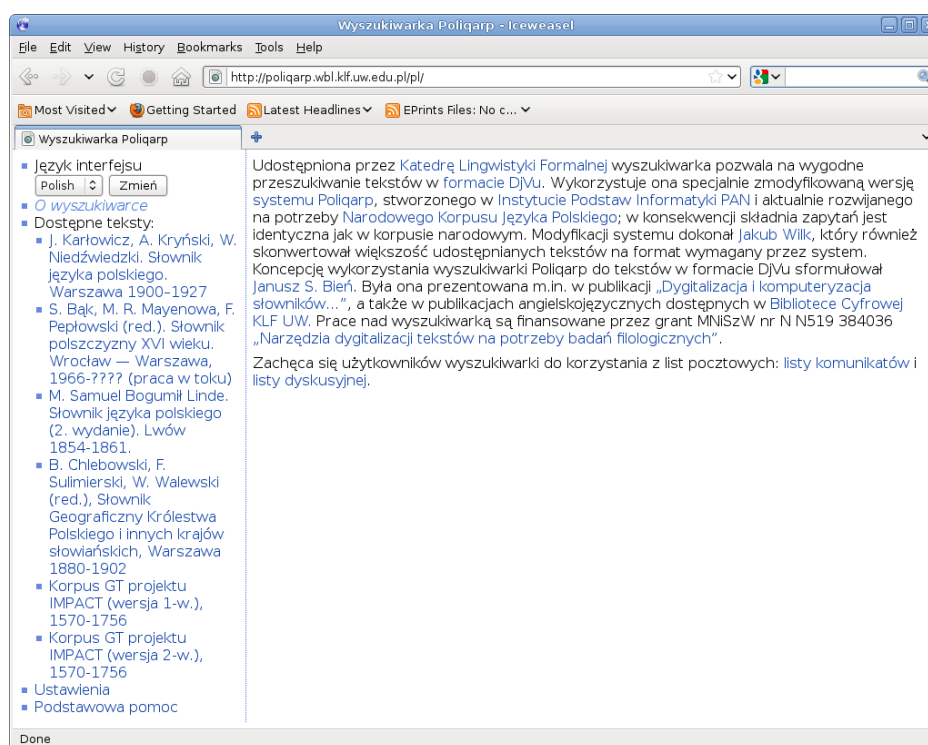 Wyszukiwarka Poliqarp - Iceweasel
File Edit View History Bookmarks Tools Help
http://poliqarp.wbl.klf.uw.edu.pl/pl/
Most Visited Getting Started Latest Headlines EPrints Files: No c...
Wyszukiwarka Poliqarp
Język interfejsu
Polish Zmień
O wyszukiwarce
Dostępne teksty:
J. Karłowicz, A. Kryński, W.
Niedźwiedzki. Słownik
języka polskiego.
Warszawa 1900–1927
S. Bąk, M. R. Mayenowa, F.
Pepłowski (red.). Słownik
polszczyzny XVI wieku.
Wrocław — Warszawa,
1966-???? (praca w toku)
M. Samuel Bogumił Linde.
Słownik języka polskiego
(2. wydanie). Lwów
1854-1861.
B. Chlebowski, F.
Sulimierski, W. Walewski
(red.), Słownik
Geograficzny Królestwa
Polskiego i innych krajów
słowiańskich, Warszawa
1880-1902
Korpus GT projektu
IMPACT (wersja 1-w.),
1570-1756
Korpus GT projektu
IMPACT (wersja 2-w.),
1570-1756
Ustawienia
Podstawowa pomoc
Udostępniona przez Katedrę Lingwistyki Formalnej wyszukiwarka pozwala na wygodne
przeszukiwanie tekstów w formacie DjVu. Wykorzystuje ona specjalnie zmodyfikowaną wersję
systemu Poliqarp, stworzonego w Instytucie Podstaw Informatyki PAN i aktualnie rozwijanego
na potrzeby Narodowego Korpusu Języka Polskiego; w konsekwencji składnia zapytań jest
identyczna jak w korpusie narodowym. Modyfikacji systemu dokonał Jakub Wilk, który również
skonwertował większość udostępnianych tekstów na format wymagany przez system.
Koncepcję wykorzystania wyszukiwarki Poliqarp do tekstów w formacie DjVu sformułował
Janusz S. Bień. Była ona prezentowana m.in. w publikacji „Dygitalizacja i komputeryzacja
słowników...”, a także w publikacjach angielskojęzycznych dostępnych w Bibliotece Cyfrowej
KLF UW. Prace nad wyszukiwarką są finansowane przez grant MNiSzW nr N N519 384036
„Narzędzia dygitalizacji tekstów na potrzeby badań filologicznych”.
Zachęca się użytkowników wyszukiwarki do korzystania z list pocztowych: listy komunikatów i
listy dyskusyjnej.
Done